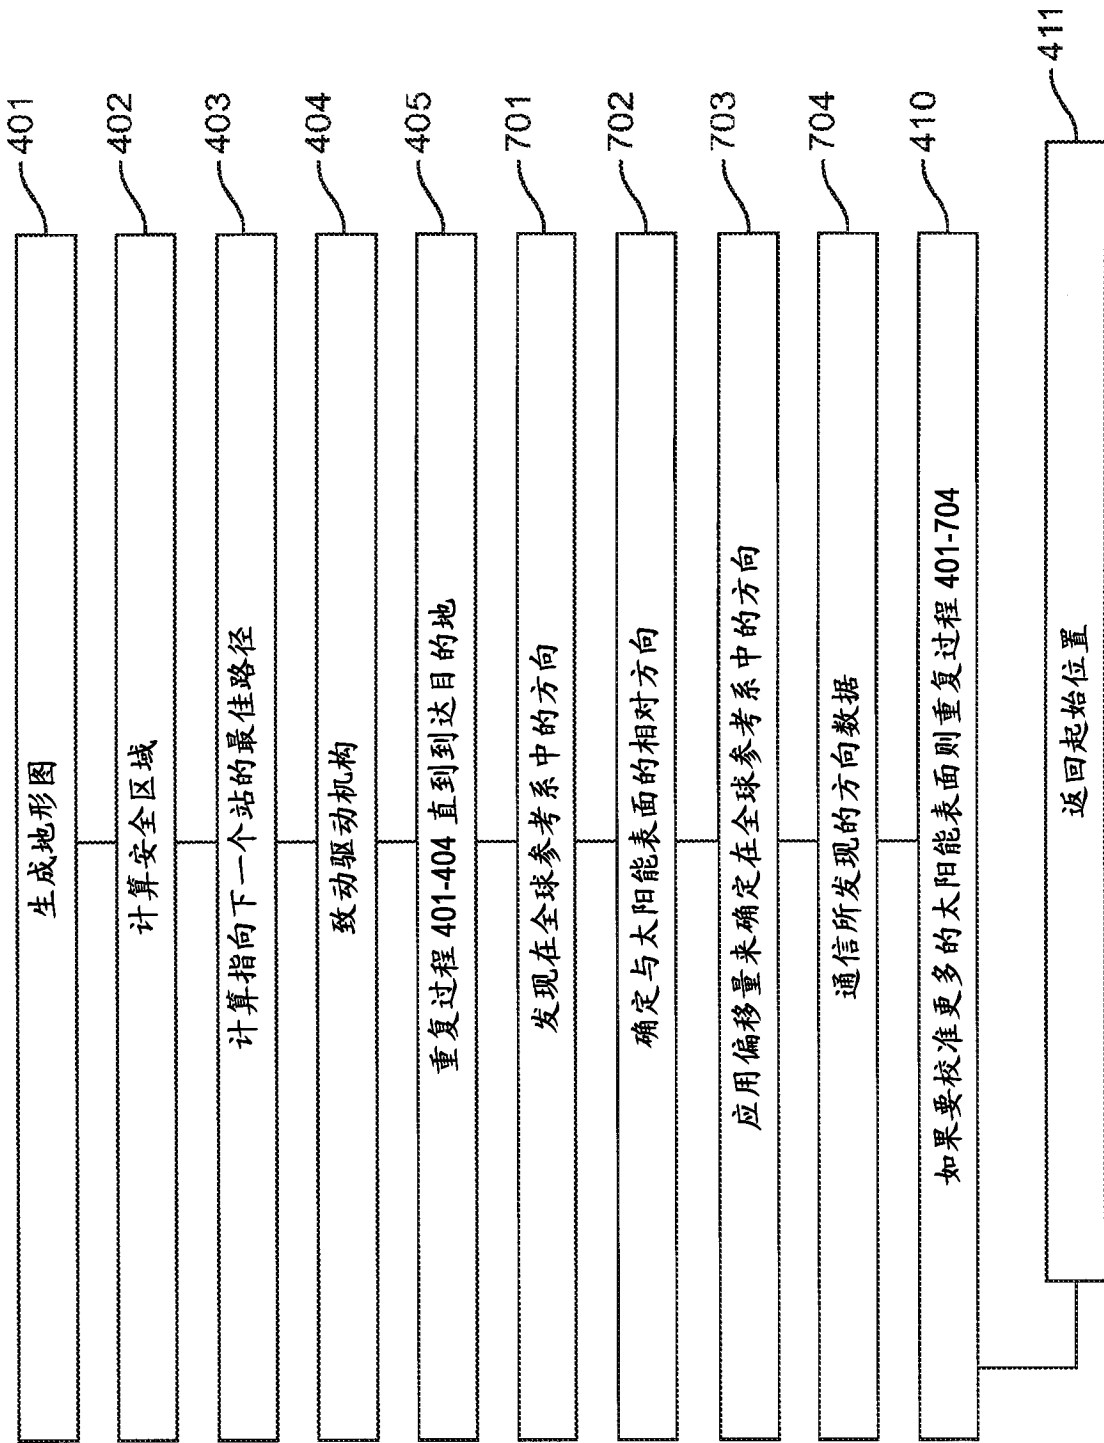 401
生成地形图
402
计算安全区域
403
计算指向下一个站的最佳路径
404
致动驱动机构
405
重复过程 401-404 直到到达目的地
701
发现在全球参考系中的方向
702
确定与太阳能表面的相对方向
703
应用偏移量来确定在全球参考系中的方向
704
通信所发现的方向数据
410
如果要校准更多的太阳能表面则重复过程 401-704
411
返回起始位置